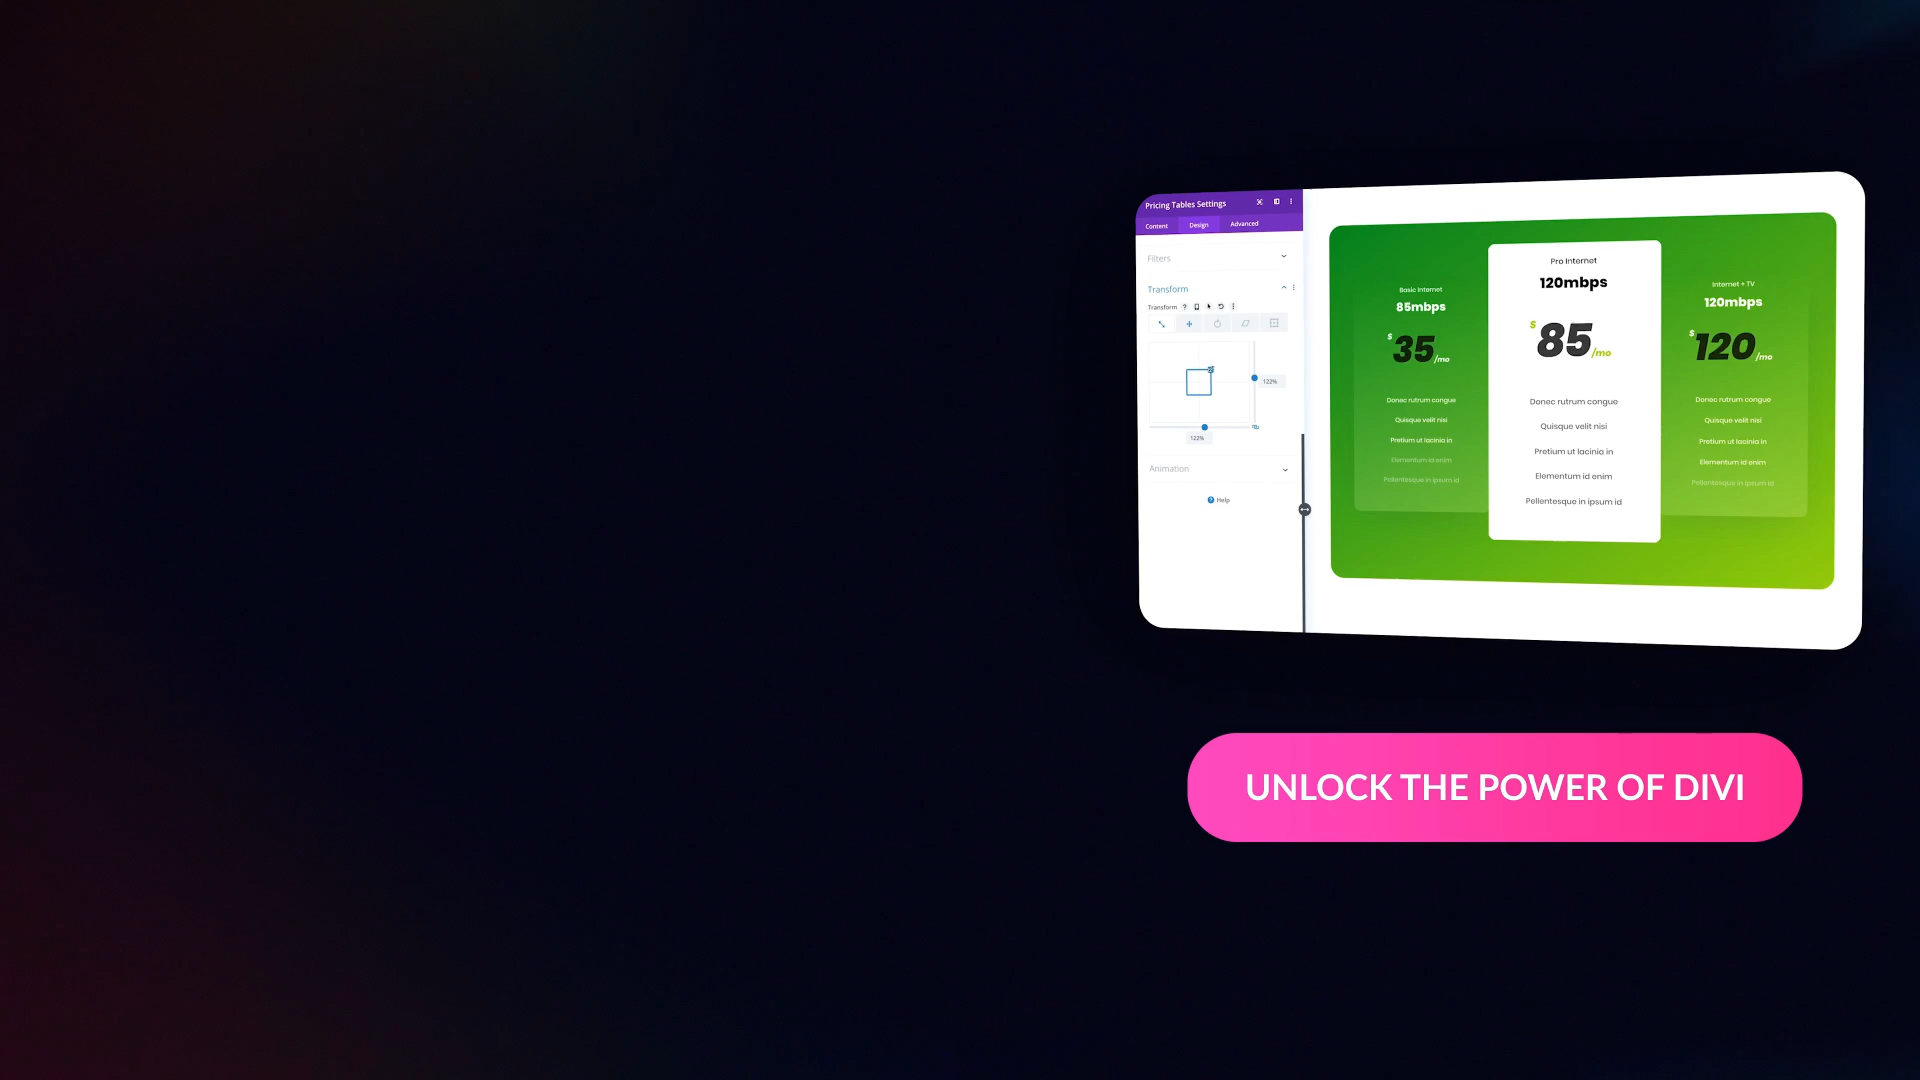 Pricing Tables Settings
Content Design Advanced
Filters
Transform
Transform
122%
122%
Animation
Help
Basic Internet
85mbps
$35/mo
Donec rutrum congue
Quisque velit nisi
Pretium ut lacinia in
Elementum id enim
Pellentesque in ipsum id
Pro Internet
120mbps
$85/mo
Donec rutrum congue
Quisque velit nisi
Pretium ut lacinia in
Elementum id enim
Pellentesque in ipsum id
Internet + TV
120mbps
$120/mo
Donec rutrum congue
Quisque velit nisi
Pretium ut lacinia in
Elementum id enim
Pellentesque in ipsum id
UNLOCK THE POWER OF DIVI